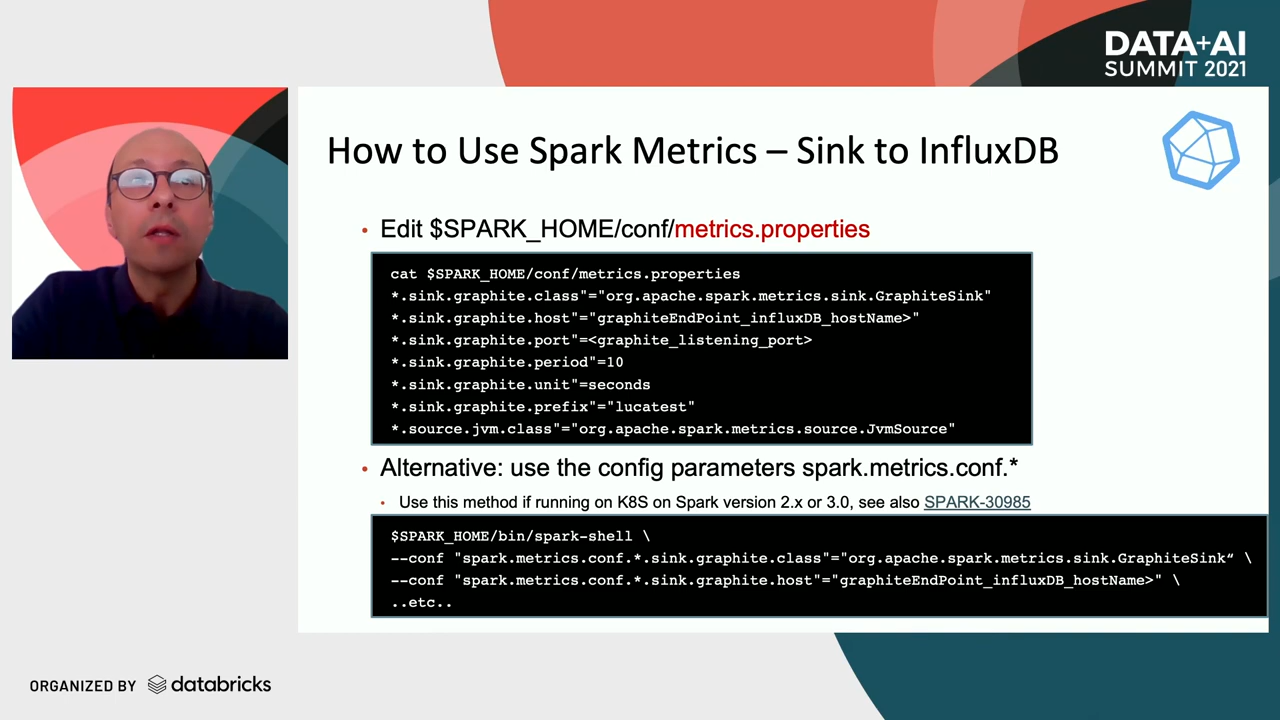 DATA+AI
SUMMIT 2021
How to Use Spark Metrics – Sink to InfluxDB
• Edit $SPARK_HOME/conf/metrics.properties
cat $SPARK_HOME/conf/metrics.properties
*.sink.graphite.class"="org.apache.spark.metrics.sink.GraphiteSink"
*.sink.graphite.host"="graphiteEndPoint_influxDB_hostName>"
*.sink.graphite.port"=<graphite_listening_port>
*.sink.graphite.period"=10
*.sink.graphite.unit"=seconds
*.sink.graphite.prefix"="lucatest"
*.source.jvm.class"="org.apache.spark.metrics.source.JvmSource"
• Alternative: use the config parameters spark.metrics.conf.*
• Use this method if running on K8S on Spark version 2.x or 3.0, see also SPARK-30985
$SPARK_HOME/bin/spark-shell \
--conf "spark.metrics.conf.*.sink.graphite.class"="org.apache.spark.metrics.sink.GraphiteSink“ \
--conf "spark.metrics.conf.*.sink.graphite.host"="graphiteEndPoint_influxDB_hostName>" \
..etc..
ORGANIZED BY databricks